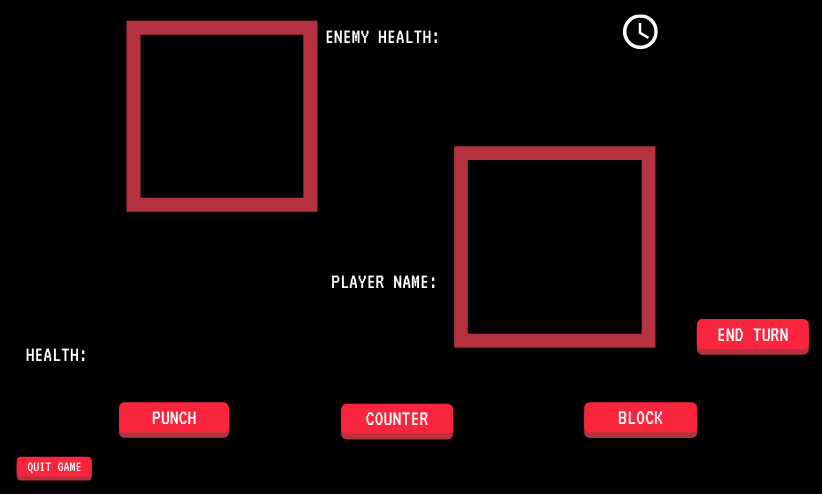 ENEMY HEALTH:
PLAYER NAME:
END TURN
HEALTH:
PUNCH
COUNTER
BLOCK
QUIT GAME